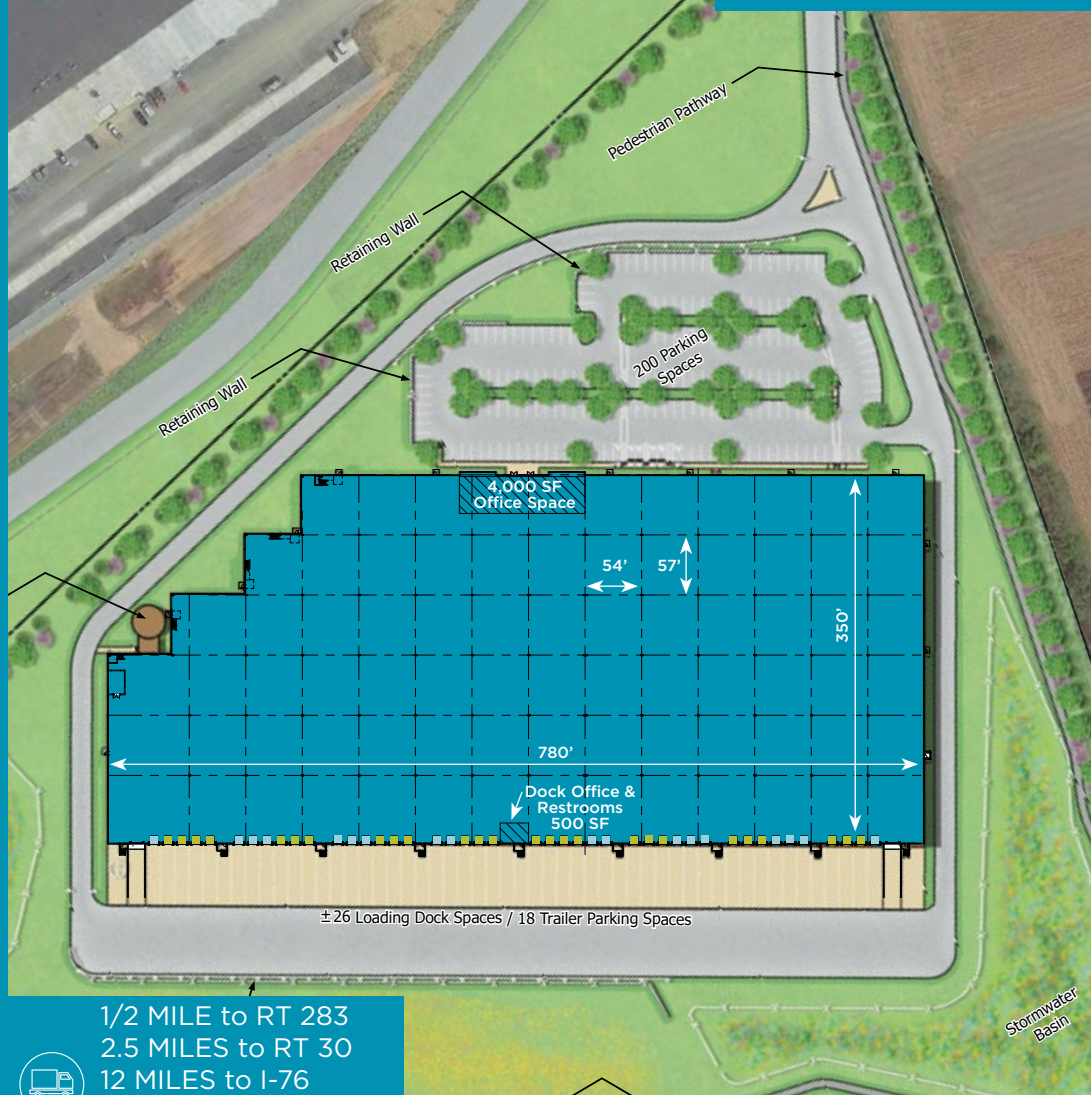 Pedestrian Pathway
Retaining Wall
200 Parking
Spaces
Retaining Wall
4,000 SF
Office Space
54'
57'
350'
780'
Dock Office &
Restrooms
500 SF
±26 Loading Dock Spaces / 18 Trailer Parking Spaces
Stormwater
Basin
1/2 MILE to RT 283
2.5 MILES to RT 30
12 MILES to I-76